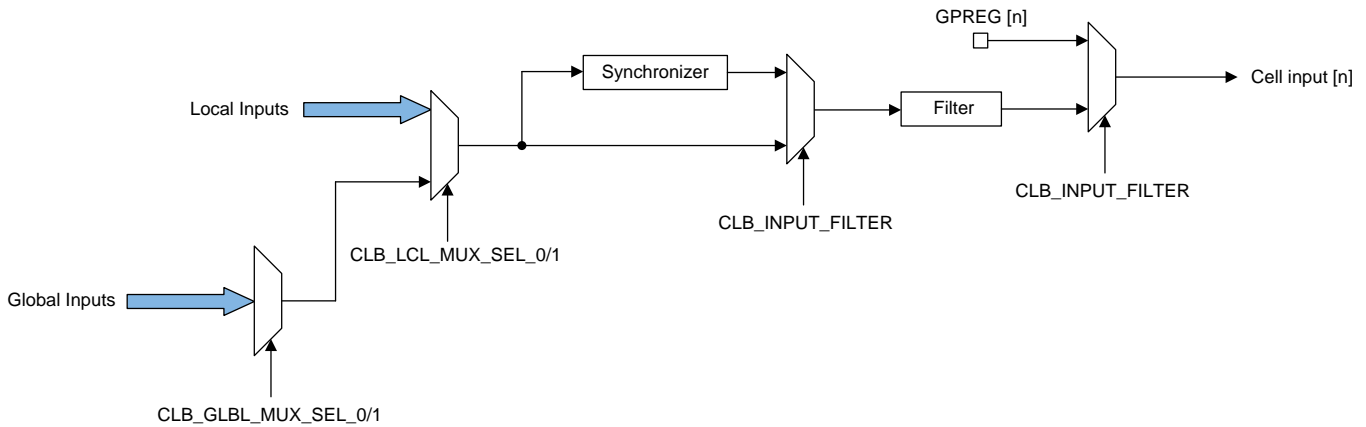 GPREG [n]
Synchronizer
Cell input [n]
Local Inputs
Filter
CLB_INPUT_FILTER
CLB_INPUT_FILTER
CLB_LCL_MUX_SEL_0/1
Global Inputs
CLB_GLBL_MUX_SEL_0/1